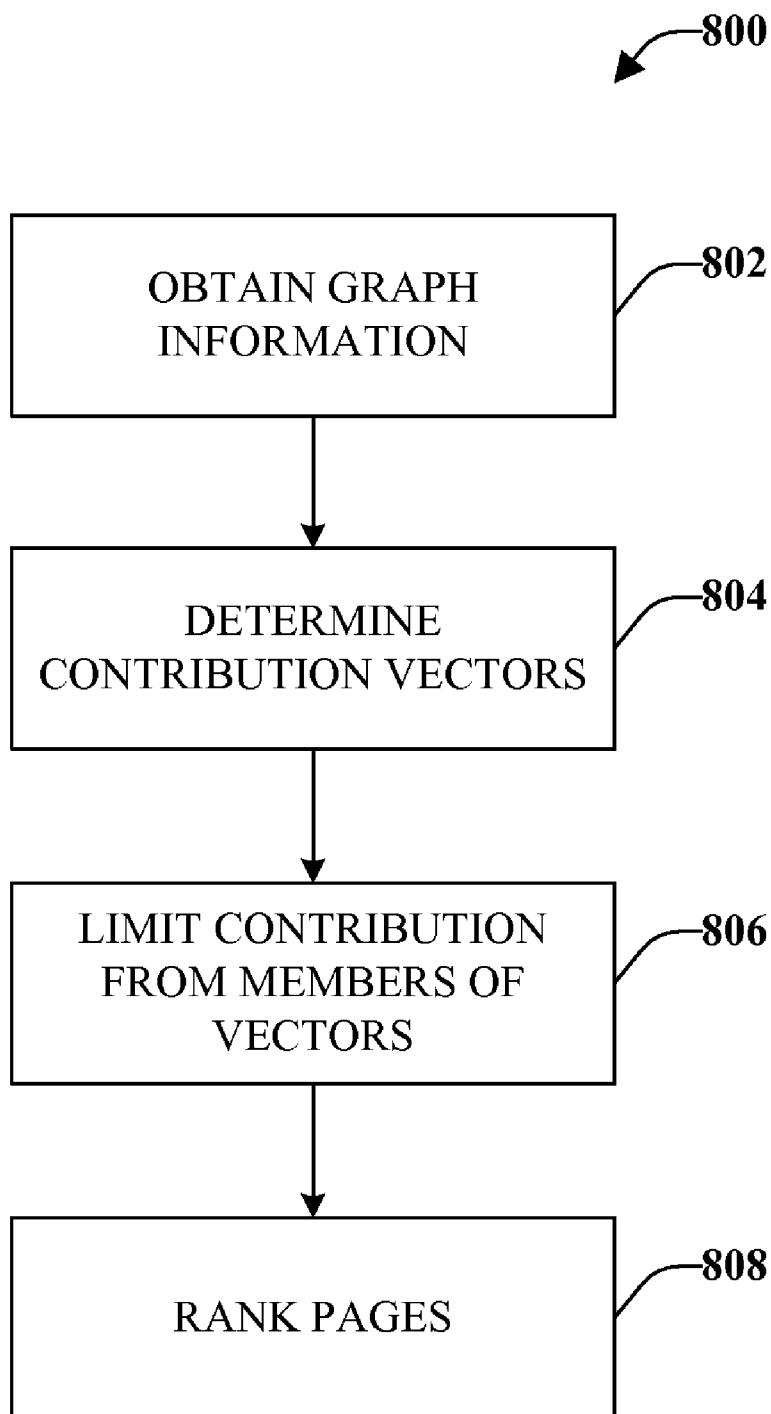 800
OBTAIN GRAPH
INFORMATION
802
DETERMINE
CONTRIBUTION VECTORS
804
LIMIT CONTRIBUTION
FROM MEMBERS OF
VECTORS
806
RANK PAGES
808